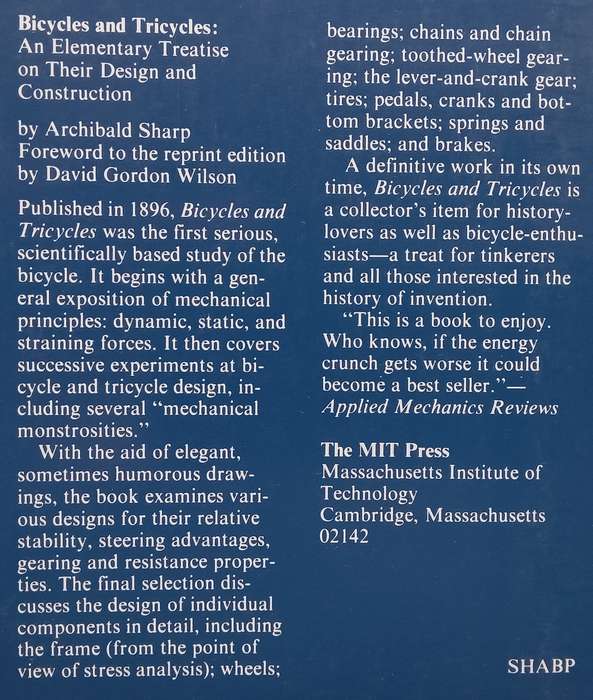 Bicycles and Tricycles:
An Elementary Treatise
on Their Design and
Construction
by Archibald Sharp
Foreword to the reprint edition
by David Gordon Wilson
Published in 1896, Bicycles and
Tricycles was the first serious,
scientifically based study of the
bicycle. It begins with a gen-
eral exposition of mechanical
principles: dynamic, static, and
straining forces. It then covers
successive experiments at bi-
cycle and tricycle design, in-
cluding several “mechanical
monstrosities.”
With the aid of elegant,
sometimes humorous draw-
ings, the book examines vari-
ous designs for their relative
stability, steering advantages,
gearing and resistance proper-
ties. The final selection dis-
cusses the design of individual
components in detail, including
the frame (from the point of
view of stress analysis); wheels;
bearings; chains and chain
gearing; toothed-wheel gear-
ing; the lever-and-crank gear;
tires; pedals, cranks and bot-
tom brackets; springs and
saddles; and brakes.
A definitive work in its own
time, Bicycles and Tricycles is
a collector’s item for history-
lovers as well as bicycle-enthu-
siasts—a treat for tinkerers
and all those interested in the
history of invention.
“This is a book to enjoy.
Who knows, if the energy
crunch gets worse it could
become a best seller.”—
Applied Mechanics Reviews
The MIT Press
Massachusetts Institute of
Technology
Cambridge, Massachusetts
02142
SHABP